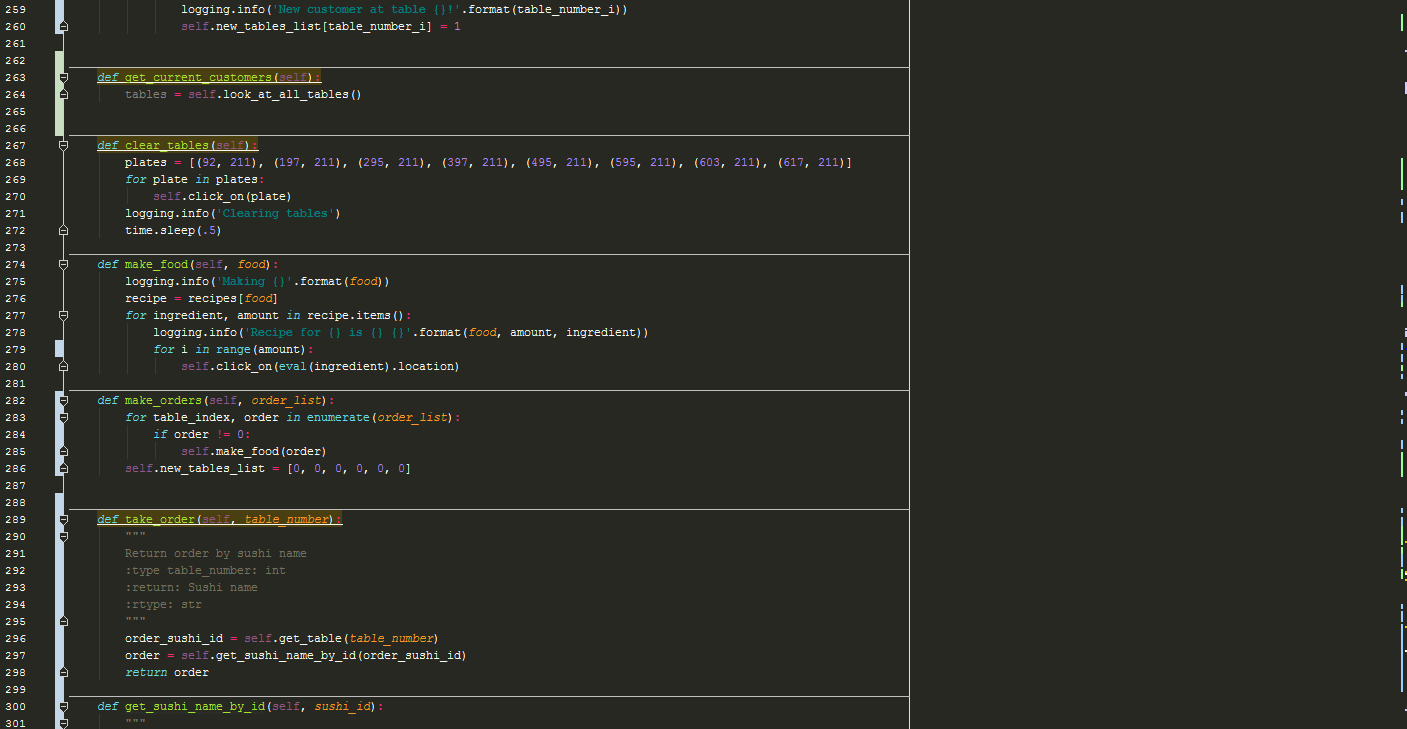 259 logging.info('New customer at table {}!'.format(table_number_i))
260 self.new_tables_list[table_number_i] = 1
261
262
263 def get_current_customers(self):
264 tables = self.look_at_all_tables()
265
266
267 def clear_tables(self):
268 plates = [(92, 211), (197, 211), (295, 211), (397, 211), (495, 211), (595, 211), (603, 211), (617, 211)]
269 for plate in plates:
270 self.click_on(plate)
271 logging.info('Clearing tables')
272 time.sleep(.5)
273
274 def make_food(self, food):
275 logging.info('Making {}'.format(food))
276 recipe = recipes[food]
277 for ingredient, amount in recipe.items():
278 logging.info('Recipe for {} is {} {}'.format(food, amount, ingredient))
279 for i in range(amount):
280 self.click_on(eval(ingredient).location)
281
282 def make_orders(self, order_list):
283 for table_index, order in enumerate(order_list):
284 if order != 0:
285 self.make_food(order)
286 self.new_tables_list = [0, 0, 0, 0, 0, 0]
287
288
289 def take_order(self, table_number):
290 """
291 Return order by sushi name
292 :type table_number: int
293 :return: Sushi name
294 :rtype: str
295 """
296 order_sushi_id = self.get_table(table_number)
297 order = self.get_sushi_name_by_id(order_sushi_id)
298 return order
299
300 def get_sushi_name_by_id(self, sushi_id):
301 """